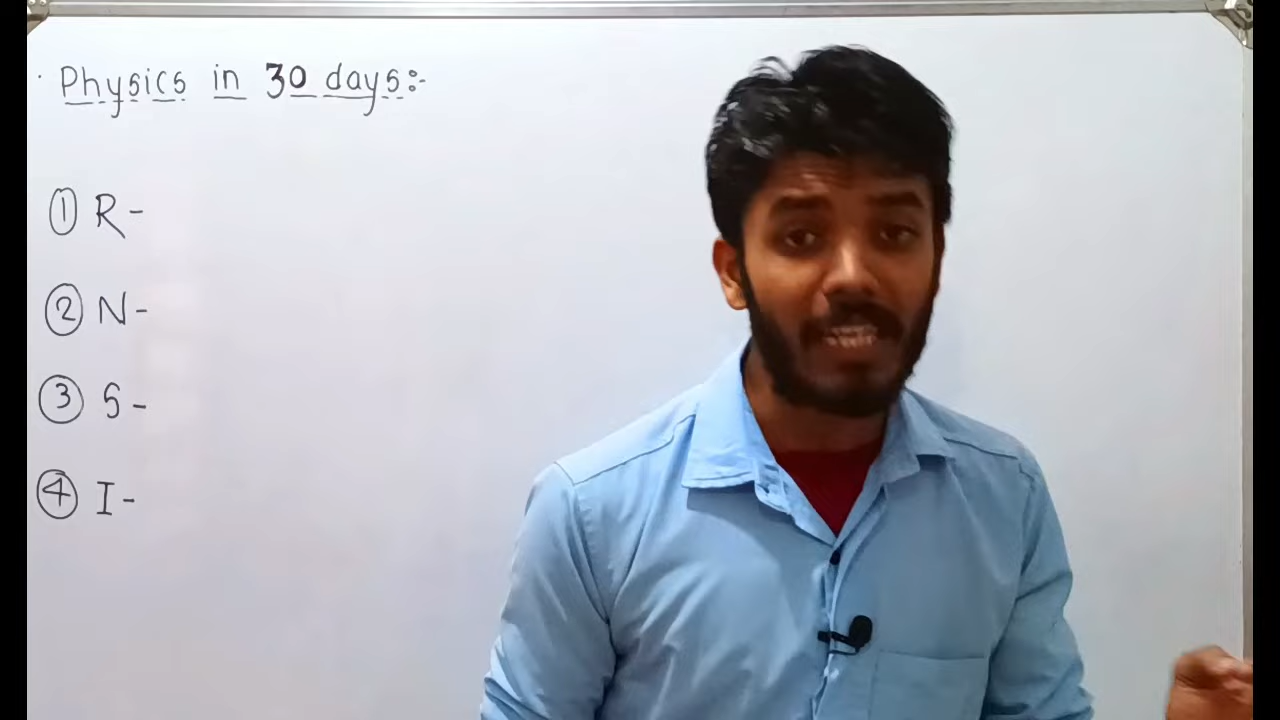 Physics in 30 days:-
① R-
② N-
③ S-
④ I-